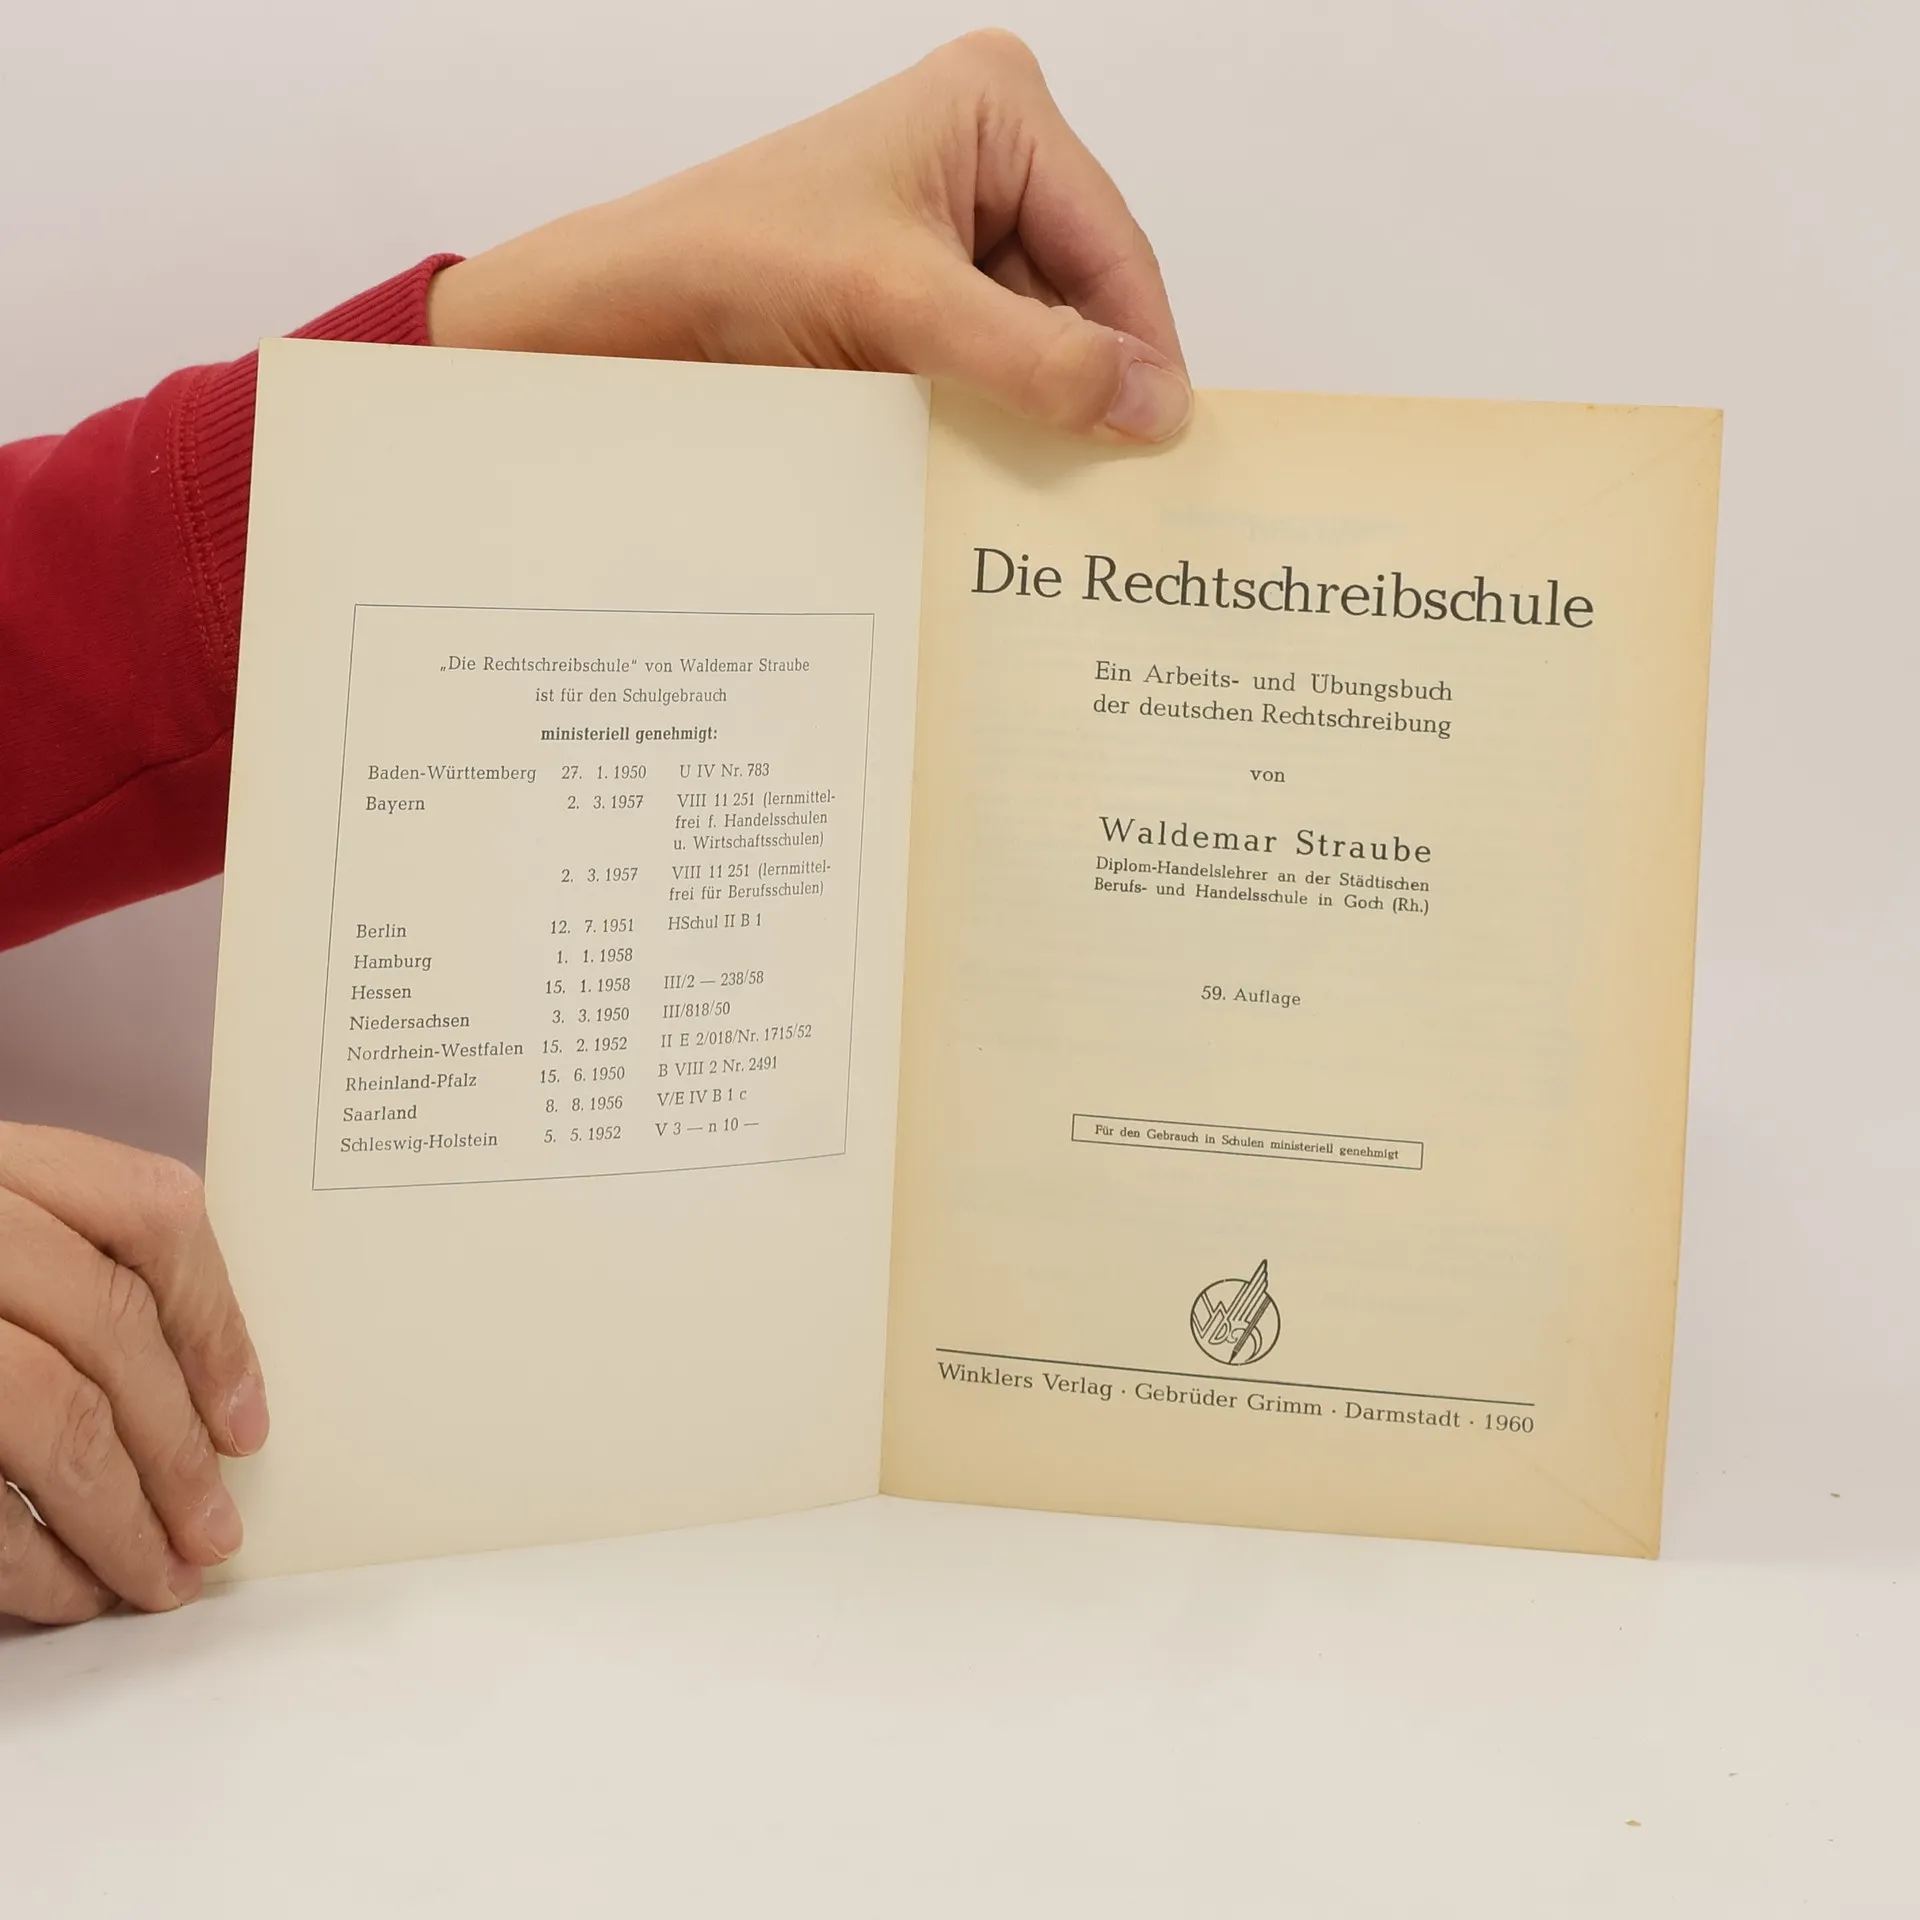 „Die Rechtschreibschule“ von Waldemar Straube
ist für den Schulgebrauch
ministeriell genehmigt:
Baden-Württemberg 27. 1. 1950 U IV Nr. 783
Bayern 2. 3. 1957 VIII 11 251 (lernmittel-
frei f. Handelsschulen
u. Wirtschaftsschulen)
2. 3. 1957 VIII 11 251 (lernmittel-
frei für Berufsschulen)
Berlin 12. 7. 1951 HSchul II B 1
Hamburg 1. 1. 1958
Hessen 15. 1. 1958 III/2 — 238/58
Niedersachsen 3. 3. 1950 III/818/50
Nordrhein-Westfalen 15. 2. 1952 II E 2/018/Nr. 1715/52
Rheinland-Pfalz 15. 6. 1950 B VIII 2 Nr. 2491
Saarland 8. 8. 1956 V/E IV B 1 c
Schleswig-Holstein 5. 5. 1952 V 3 — n 10 —
Die Rechtschreibschule
Ein Arbeits- und Übungsbuch
der deutschen Rechtschreibung
von
Waldemar Straube
Diplom-Handelslehrer an der Städtischen
Berufs- und Handelsschule in Goch (Rh.)
59. Auflage
Für den Gebrauch in Schulen ministeriell genehmigt
Winklers Verlag · Gebrüder Grimm · Darmstadt · 1960